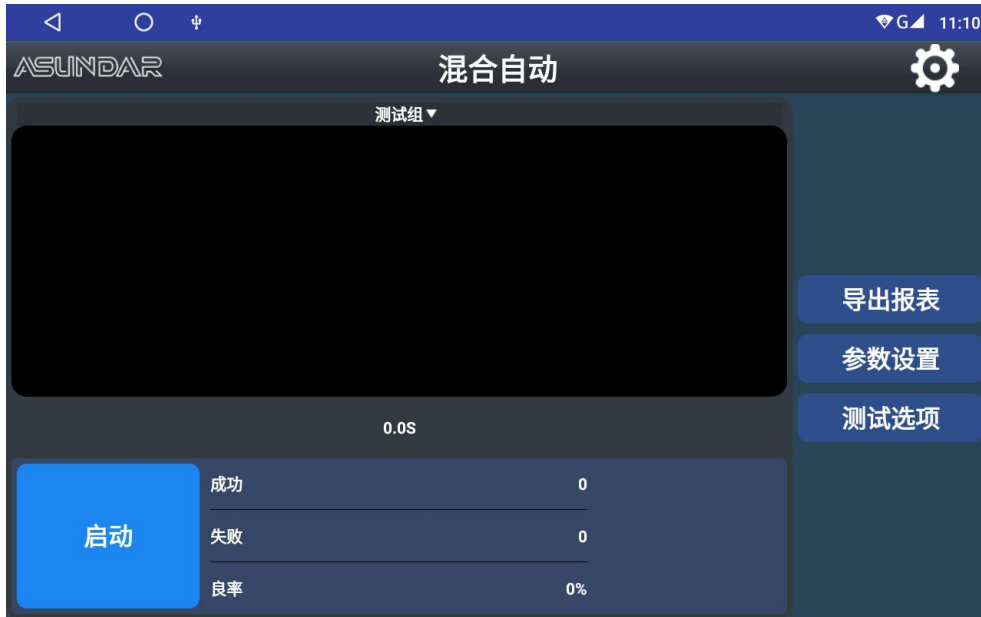 G 11:10
ASUNDAR
混合自动
测试组▼
0.0S
导出报表
参数设置
测试选项
启动
成功 0
失败 0
良率 0%